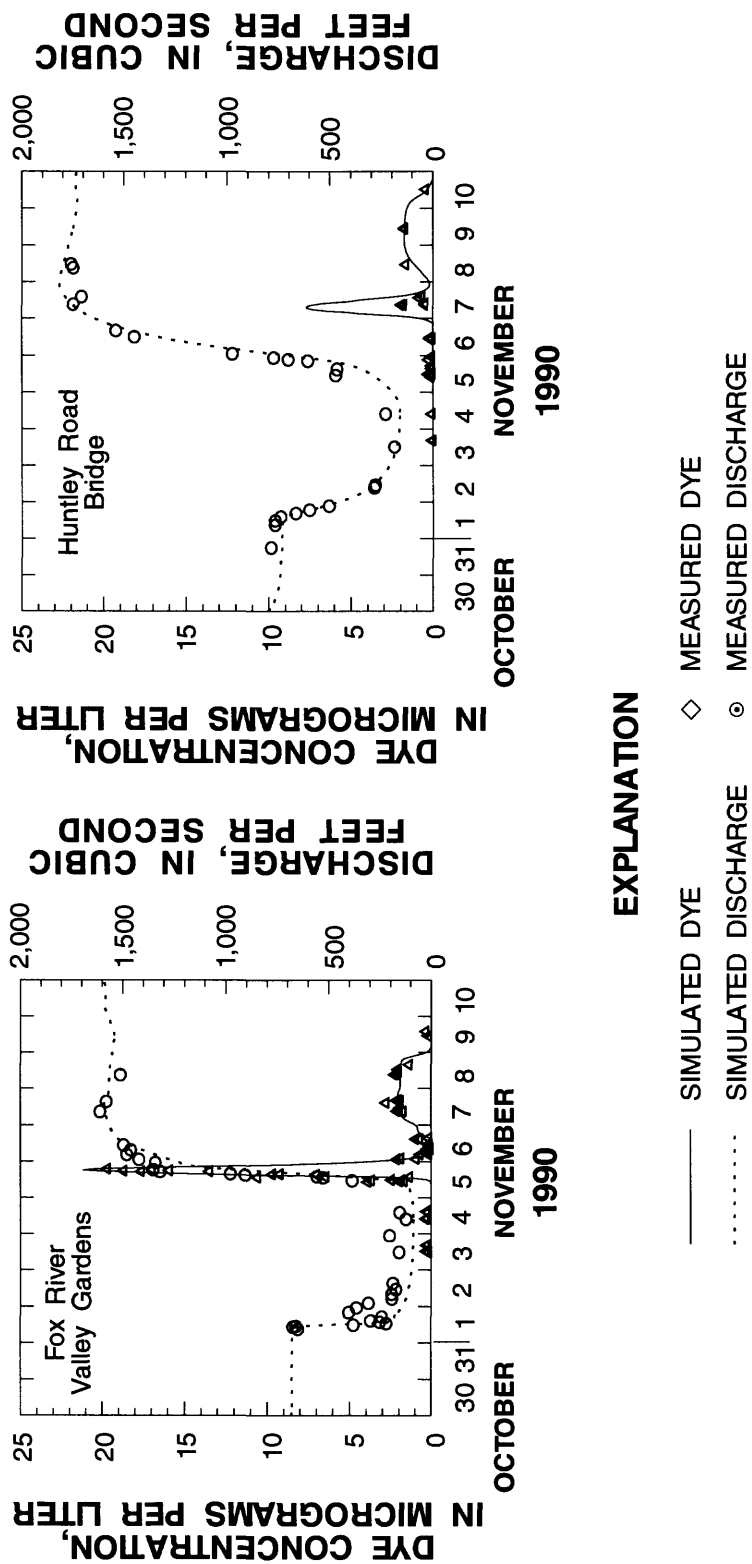 DYE CONCENTRATION,
IN MICROGRAMS PER LITER
25
20
15
10
5
0
Fox River
Valley Gardens
2,000
1,500
1,000
500
0
DISCHARGE, IN CUBIC
FEET PER SECOND
30 31 1 2 3 4 5 6 7 8 9 10
OCTOBER
NOVEMBER
1990
DYE CONCENTRATION,
IN MICROGRAMS PER LITER
25
20
15
10
5
0
Huntley Road
Bridge
2,000
1,500
1,000
500
0
DISCHARGE, IN CUBIC
FEET PER SECOND
30 31 1 2 3 4 5 6 7 8 9 10
OCTOBER
NOVEMBER
1990
EXPLANATION
SIMULATED DYE
MEASURED DYE
SIMULATED DISCHARGE
MEASURED DISCHARGE